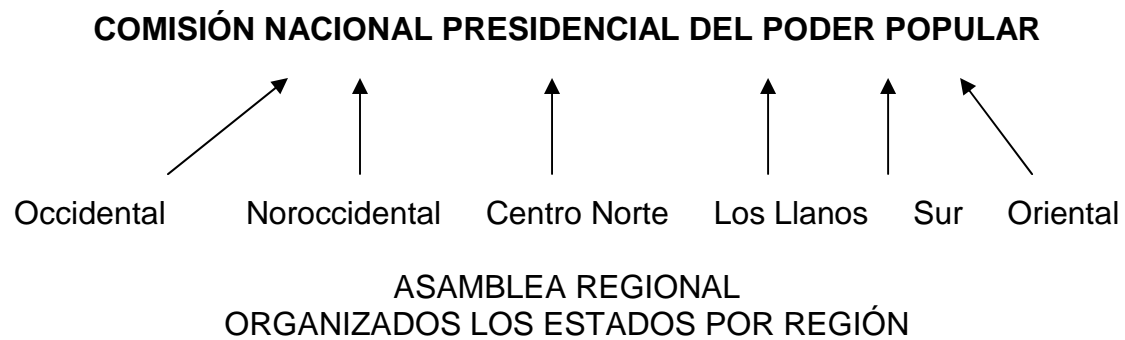 COMISIÓN NACIONAL PRESIDENCIAL DEL PODER POPULAR
Occidental Noroccidental Centro Norte Los Llanos Sur Oriental
ASAMBLEA REGIONAL
ORGANIZADOS LOS ESTADOS POR REGIÓN